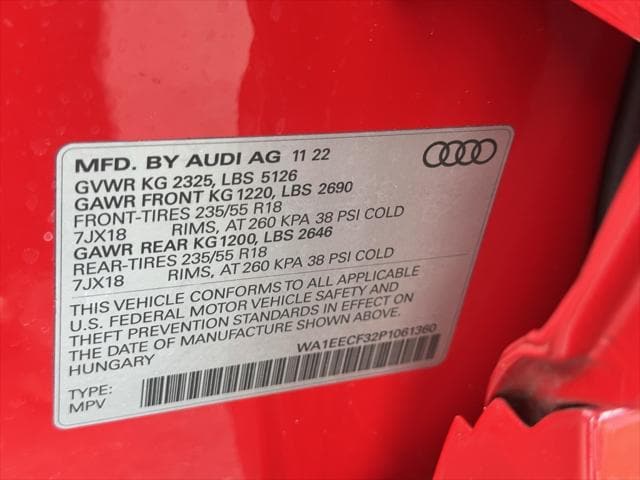 MFD. BY AUDI AG 11 22
GVWR KG 2325, LBS 5126
GAWR FRONT KG 1220, LBS 2690
FRONT-TIRES 235/55 R18
7JX18 RIMS, AT 260 KPA 38 PSI COLD
GAWR REAR KG 1200, LBS 2646
REAR-TIRES 235/55 R18
7JX18 RIMS, AT 260 KPA 38 PSI COLD
THIS VEHICLE CONFORMS TO ALL APPLICABLE
U.S. FEDERAL MOTOR VEHICLE SAFETY AND
THEFT PREVENTION STANDARDS IN EFFECT ON
THE DATE OF MANUFACTURE SHOWN ABOVE
HUNGARY WA1EECF32P1061360
TYPE:
MPV